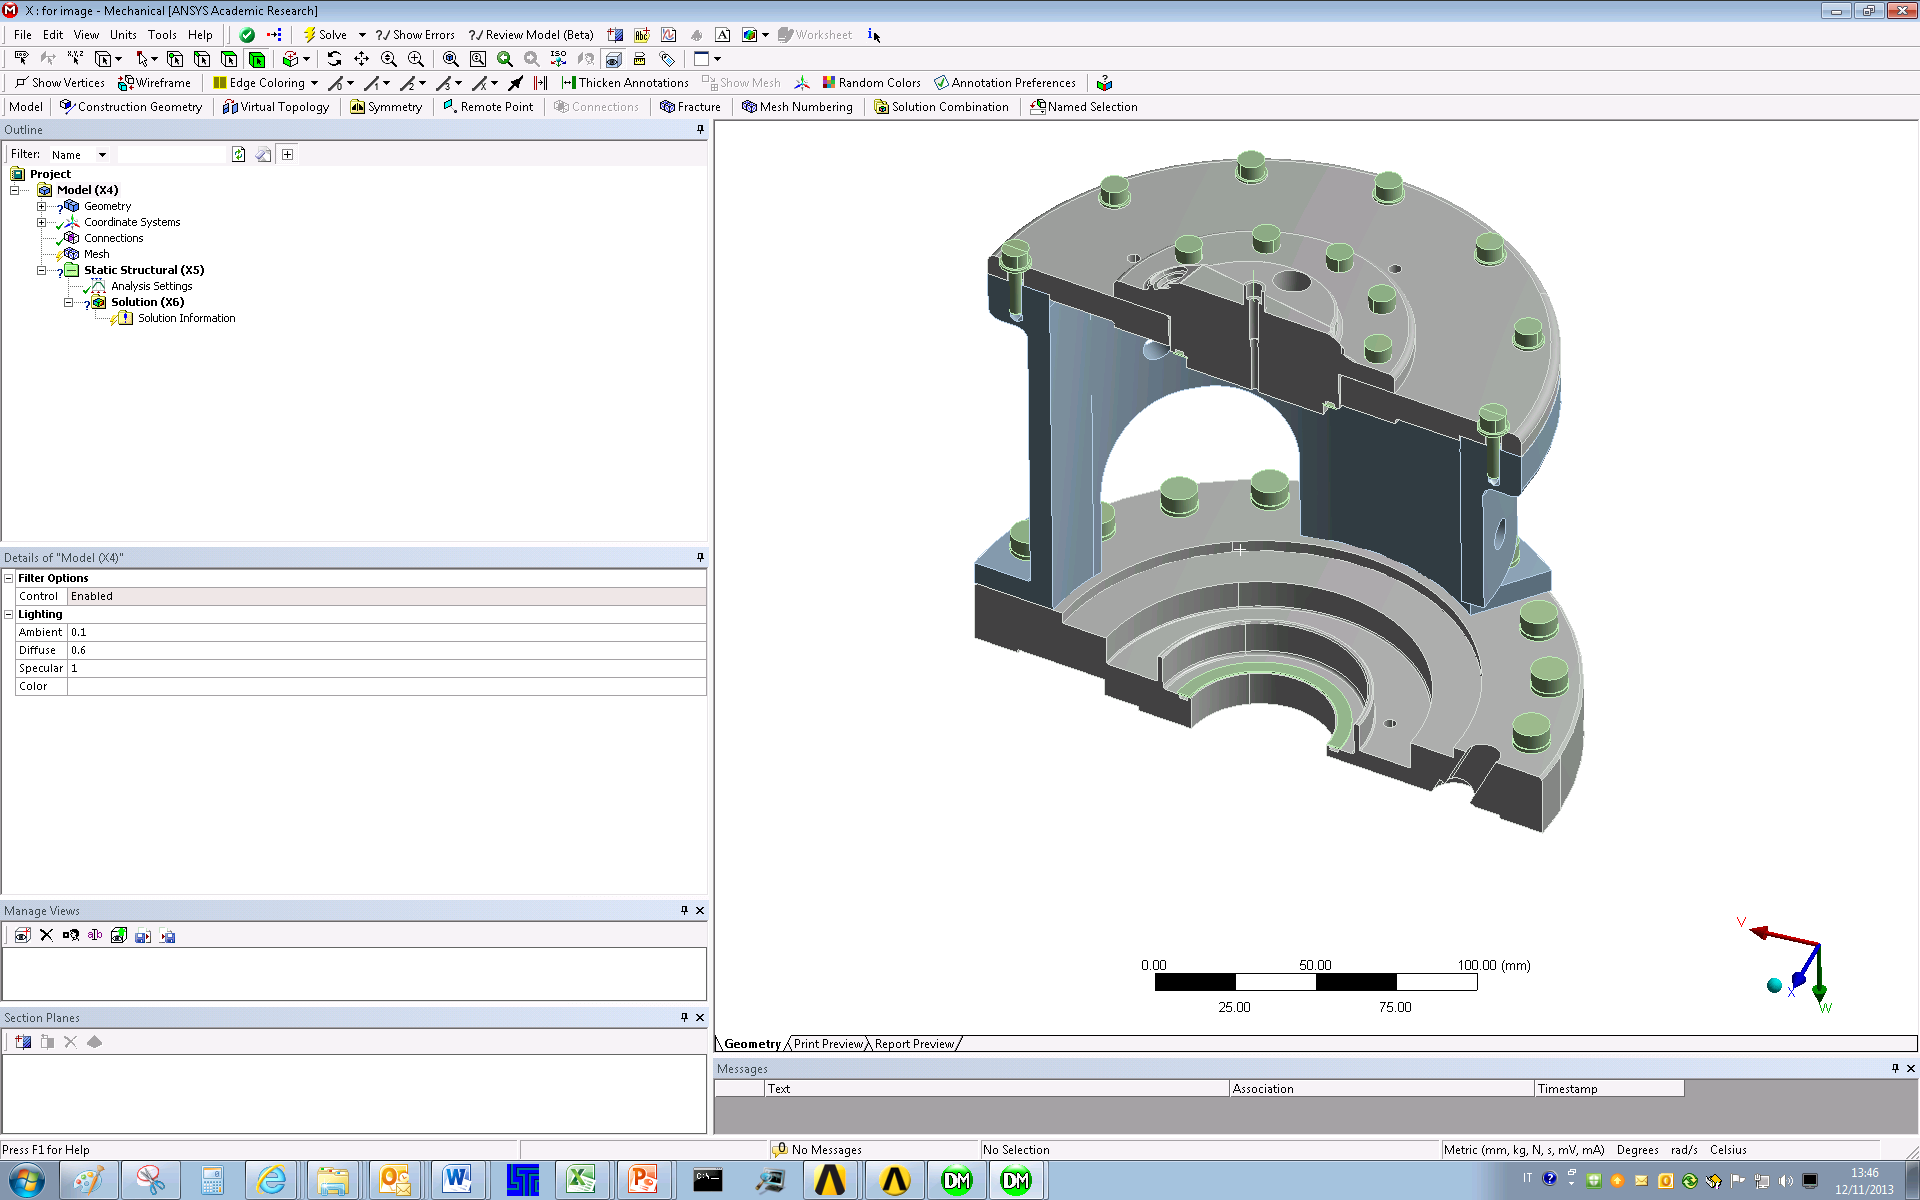 X : for image - Mechanical [ANSYS Academic Research]
File Edit View Units Tools Help Solve ?✓ Show Errors ?✓ Review Model (Beta) Worksheet
Show Vertices Wireframe Edge Coloring Thicken Annotations Show Mesh Random Colors Annotation Preferences
Model Construction Geometry Virtual Topology Symmetry Remote Point Connections Fracture Mesh Numbering Solution Combination Named Selection
Outline
Filter: Name
Project
Model (X4)
Geometry
Coordinate Systems
Connections
Mesh
Static Structural (X5)
Analysis Settings
Solution (X6)
Solution Information
Details of "Model (X4)"
Filter Options
Control Enabled
Lighting
Ambient 0.1
Diffuse 0.6
Specular 1
Color
Manage Views
Section Planes
0.00 50.00 100.00 (mm)
25.00 75.00
V
X
W
Geometry Print Preview Report Preview
Messages
Text Association Timestamp
Press F1 for Help No Messages No Selection Metric (mm, kg, N, s, mV, mA) Degrees rad/s Celsius
IT
13:46
12/11/2013